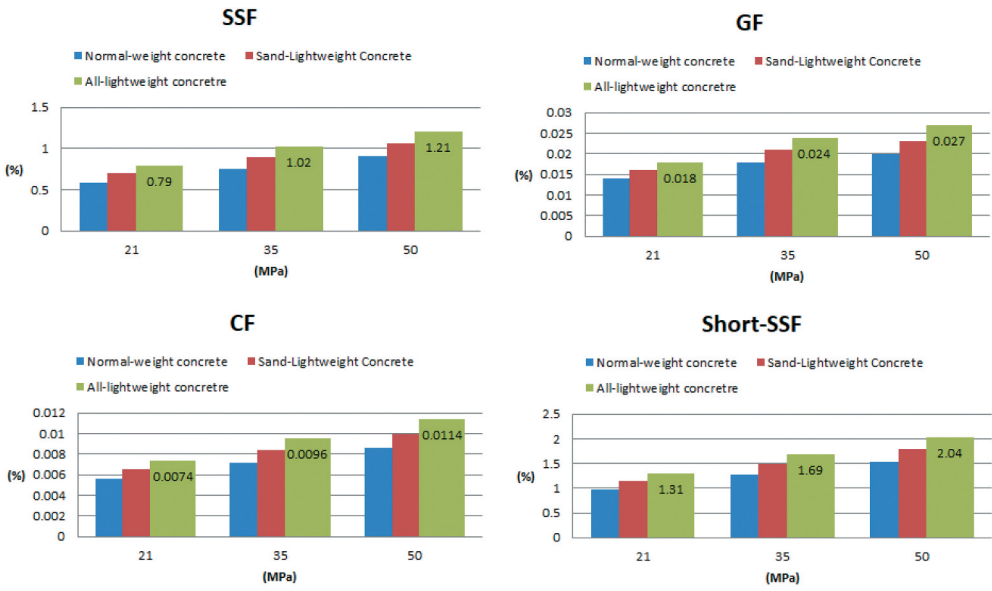 SSF
Normal-weight concrete
Sand-Lightweight Concrete
All-lightweight concretre
1.5
1
0.5
0
(%)
0.79
1.02
1.21
21
35
50
(MPa)
GF
Normal-weight concrete
Sand-Lightweight Concrete
All-lightweight concretre
0.03
0.025
0.02
0.015
0.01
0.005
0
(%)
0.018
0.024
0.027
21
35
50
(MPa)
CF
Normal-weight concrete
Sand-Lightweight Concrete
All-lightweight concretre
0.012
0.01
0.008
0.006
0.004
0.002
0
(%)
0.0074
0.0096
0.0114
21
35
50
(MPa)
Short-SSF
Normal-weight concrete
Sand-Lightweight Concrete
All-lightweight concretre
2.5
2
1.5
1
0.5
0
(%)
1.31
1.69
2.04
21
35
50
(MPa)